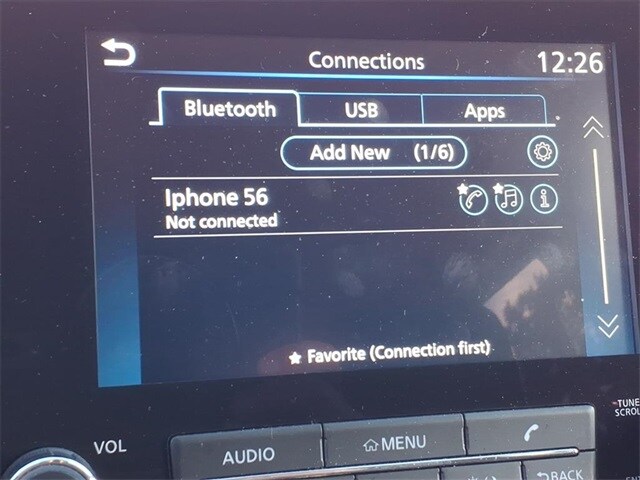 Connections 12:26
Bluetooth USB Apps
Add New (1/6)
Iphone 56
Not connected
Favorite (Connection first)
TUNE
SCROL
VOL
AUDIO MENU
BACK